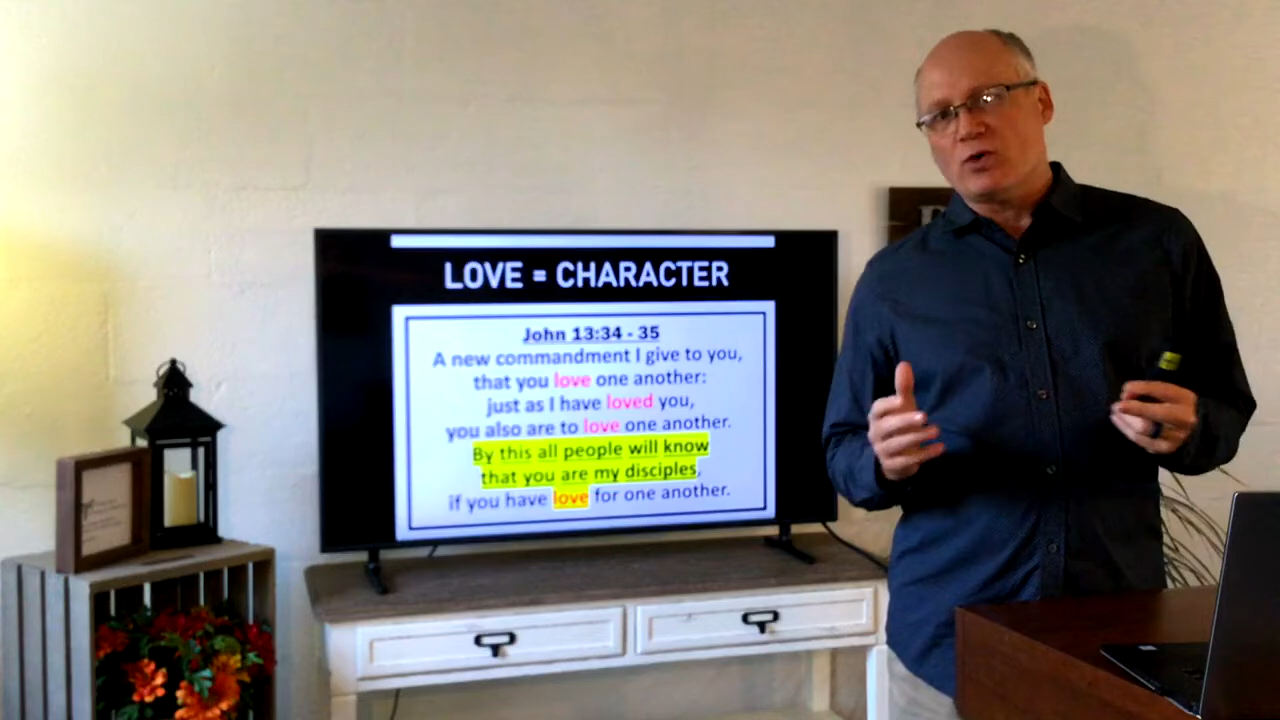 LOVE = CHARACTER
John 13:34 - 35
A new commandment I give to you,
that you love one another:
just as I have loved you,
you also are to love one another.
By this all people will know
that you are my disciples,
if you have love for one another.